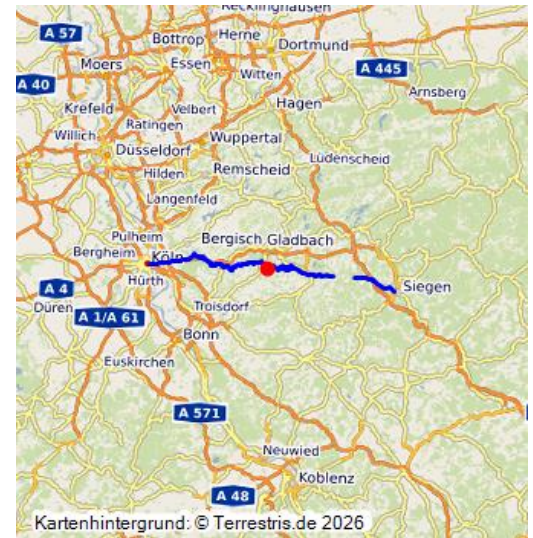 Recklinghausen
A 57
Bottrop
Herne
Dortmund
Moers
Essen
Witten
A 445
A 40
Arnsberg
Krefeld
Velbert
Hagen
Willich
Ratingen
Wuppertal
Düsseldorf
Lüdenscheid
Hilden
Remscheid
Langenfeld
Pulheim
Bergisch Gladbach
Bergheim
Köln
Hürth
Siegen
A 4
Düren
Troisdorf
A 1/A 61
Bonn
Euskirchen
A 571
Neuwied
Koblenz
A 48
Kartenhintergrund: © Terrestris.de 2026